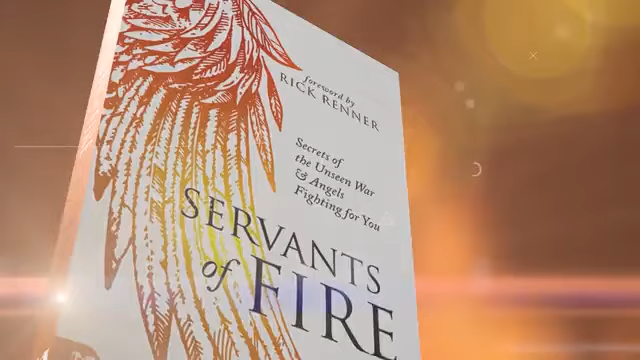 foreword by
RICK RENNER
Secrets of
the Unseen War
& Angels
Fighting for You
SERVANTS
of FIRE